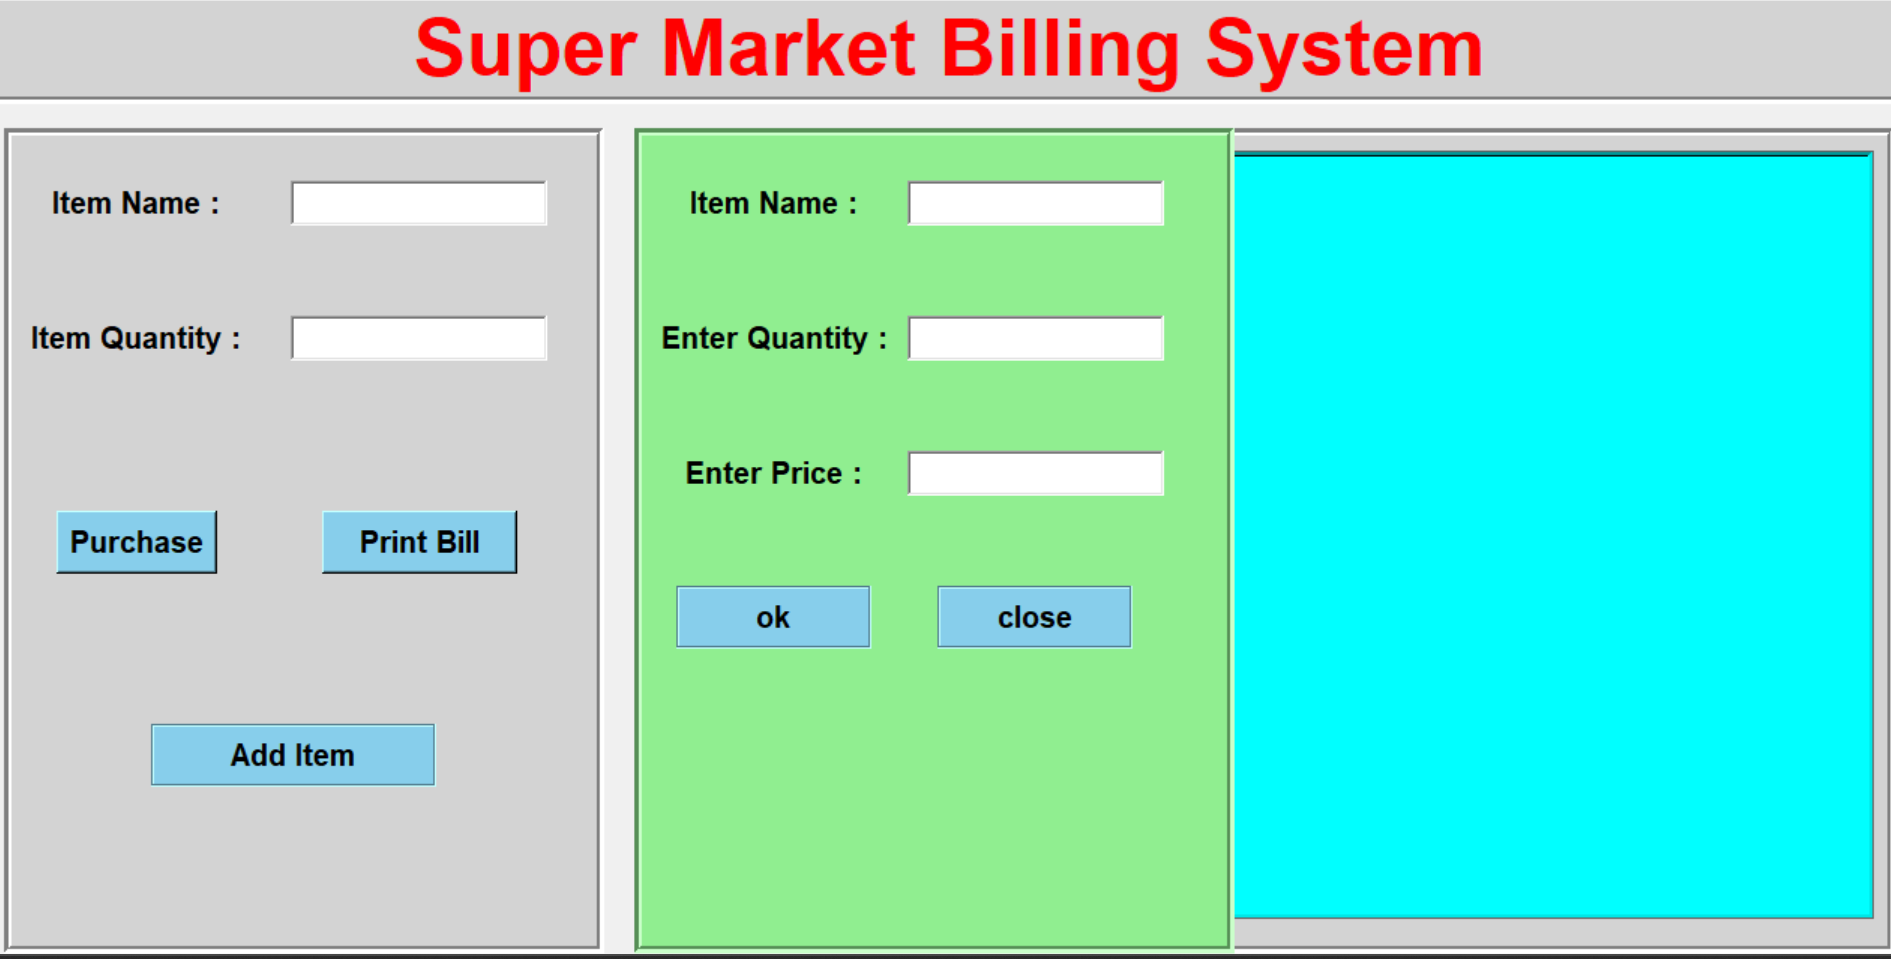 Super Market Billing System
Item Name :
Item Quantity :
Purchase
Print Bill
Add Item
Item Name :
Enter Quantity :
Enter Price :
ok
close